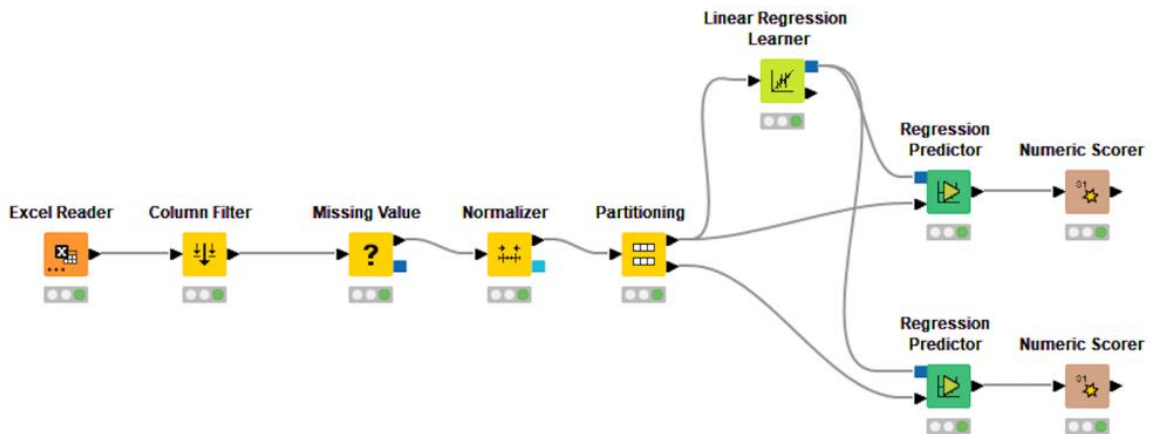 Linear Regression
Learner
Regression
Predictor
Numeric Scorer
Excel Reader
Column Filter
Missing Value
Normalizer
Partitioning
X
?
Regression
Predictor
Numeric Scorer